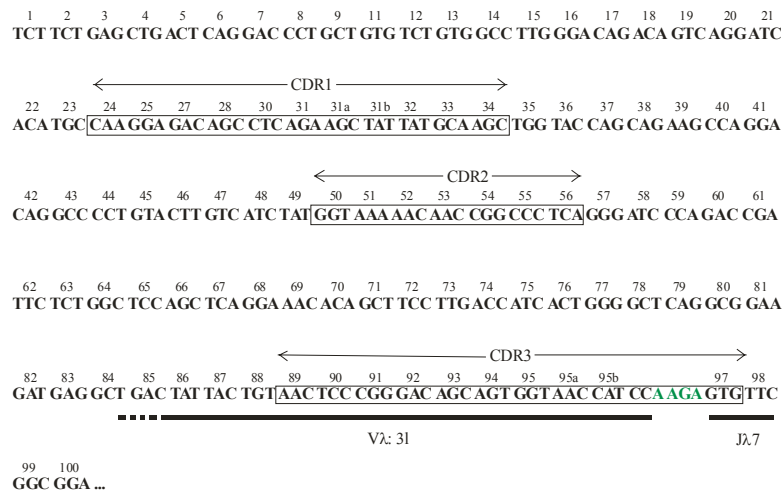 1 2 3 4 5 6 7 8 9 11 12 13 14 15 16 17 18 19 20 21
TCT TCT GAG CTG ACT CAG GAC CCT GCT GTG TCT GTG GCC TTG GGA CAG ACA GTC AGG ATC
CDR1
22 23 24 25 27 28 30 31 31a 31b 32 33 34 35 36 37 38 39 40 41
ACA TGC CAA GGA GAC AGC CTC AGA AGC TAT TAT GCA AGC TGG TAC CAG CAG AAG CCA GGA
CDR2
42 43 44 45 46 47 48 49 50 51 52 53 54 55 56 57 58 59 60 61
CAG GCC CCT GTA CTT GTC ATC TAT GGT AAA AAC AAC CGG CCC TCA GGG ATC CCA GAC CGA
62 63 64 65 66 67 68 69 70 71 72 73 74 75 76 77 78 79 80 81
TTC TCT GGC TCC AGC TCA GGA AAC ACA GCT TCC TTG ACC ATC ACT GGG GCT CAG GCG GAA
CDR3
82 83 84 85 86 87 88 89 90 91 92 93 94 95 95a 95b 97 98
GAT GAG GCT GAC TAT TAC TGT AAC TCC CGG GAC AGC AGT GGT AAC CAT CC AAGA GTG TTC
Vλ: 3l Jλ7
99 100
GGC GGA ...